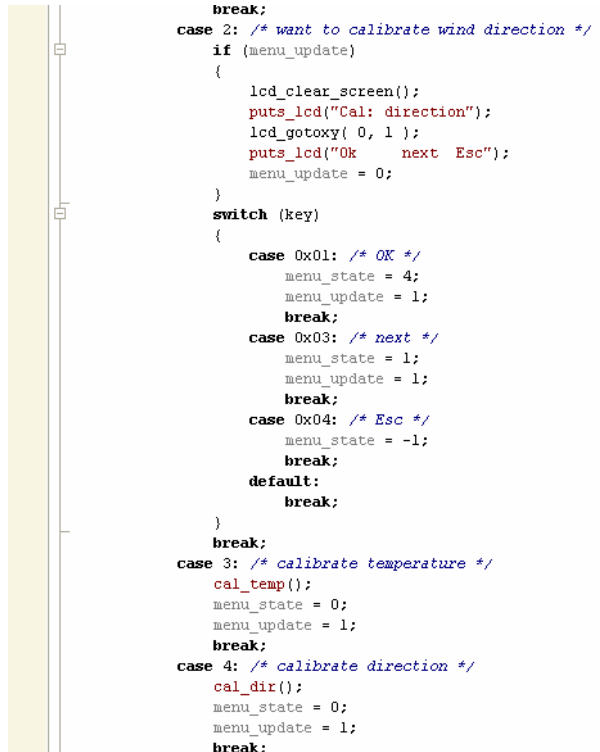 break;
                case 2: /* want to calibrate wind direction */
                    if (menu_update)
                    {
                        lcd_clear_screen();
                        puts_lcd("Cal: direction");
                        lcd_gotoxy( 0, 1 );
                        puts_lcd("Ok     next  Esc");
                        menu_update = 0;
                    }
                    switch (key)
                    {
                        case 0x01: /* OK */
                            menu_state = 4;
                            menu_update = 1;
                            break;
                        case 0x03: /* next */
                            menu_state = 1;
                            menu_update = 1;
                            break;
                        case 0x04: /* Esc */
                            menu_state = -1;
                            break;
                        default:
                            break;
                    }
                    break;
                case 3: /* calibrate temperature */
                    cal_temp();
                    menu_state = 0;
                    menu_update = 1;
                    break;
                case 4: /* calibrate direction */
                    cal_dir();
                    menu_state = 0;
                    menu_update = 1;
                    break;